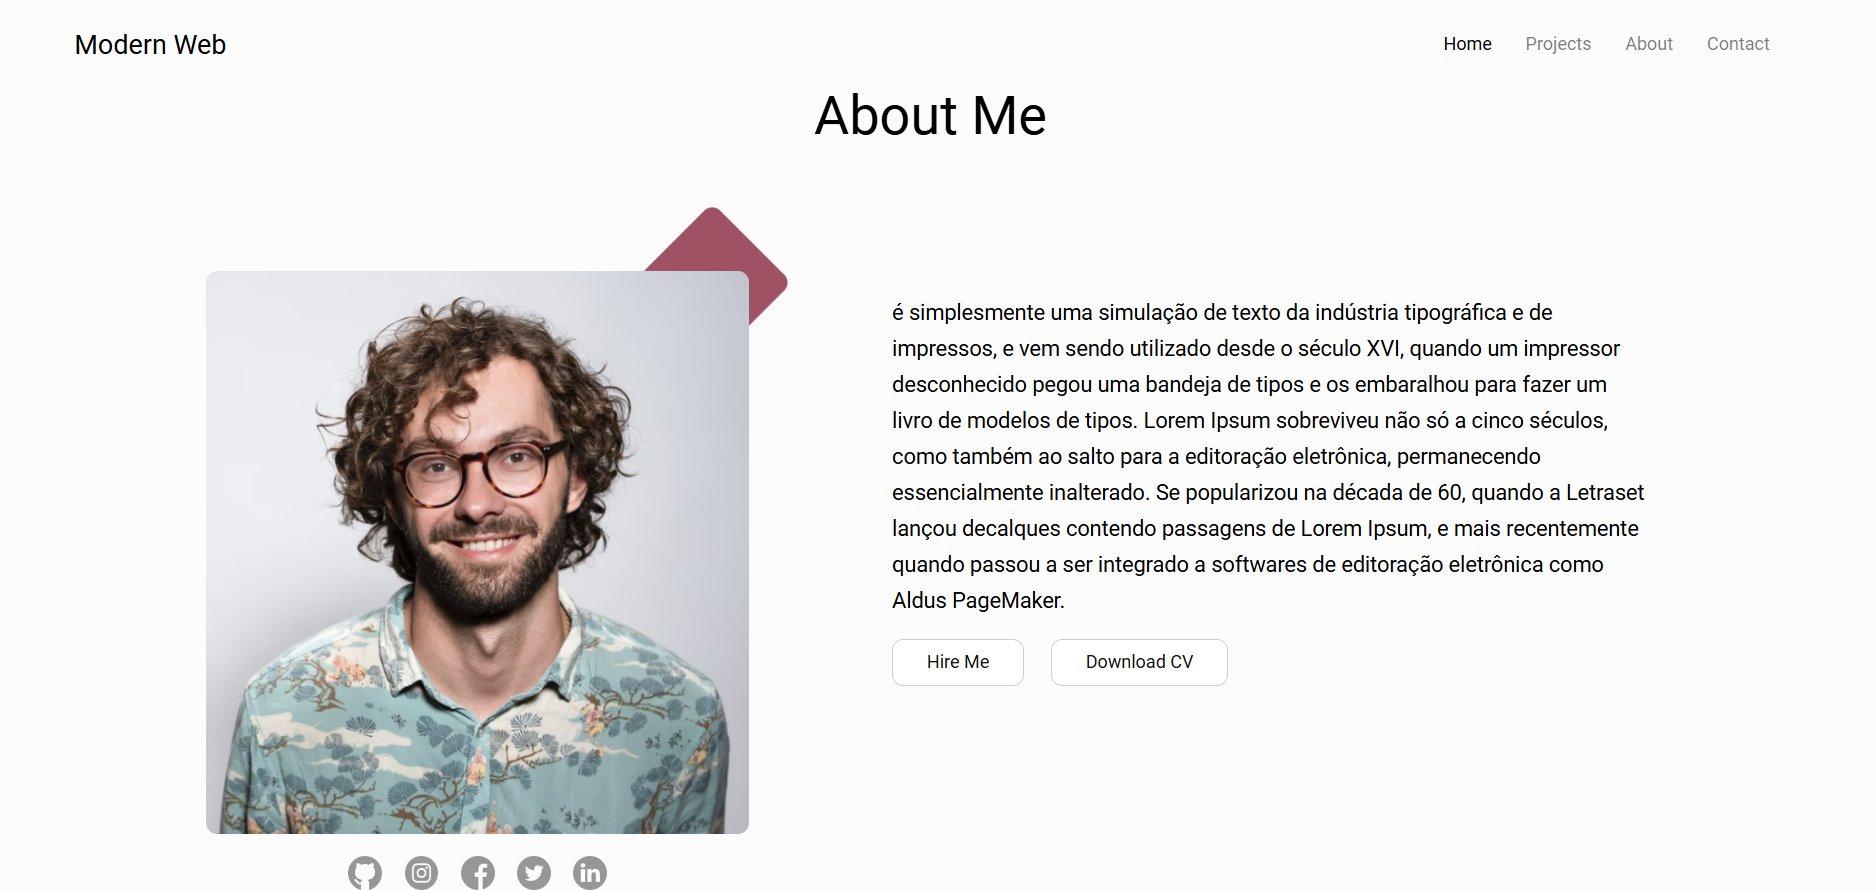 Modern Web
Home Projects About Contact
About Me
é simplesmente uma simulação de texto da indústria tipográfica e de
impressos, e vem sendo utilizado desde o século XVI, quando um impressor
desconhecido pegou uma bandeja de tipos e os embaralhou para fazer um
livro de modelos de tipos. Lorem Ipsum sobreviveu não só a cinco séculos,
como também ao salto para a editoração eletrônica, permanecendo
essencialmente inalterado. Se popularizou na década de 60, quando a Letraset
lançou decalques contendo passagens de Lorem Ipsum, e mais recentemente
quando passou a ser integrado a softwares de editoração eletrônica como
Aldus PageMaker.
Hire Me Download CV